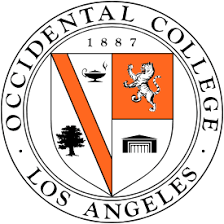 OCCIDENTAL COLLEGE
1887
· LOS ANGELES ·